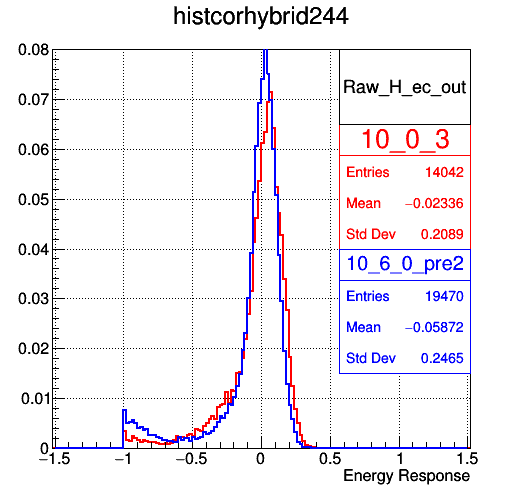 histcorhybrid244
Raw_H_ec_out
10_0_3
Entries 14042
Mean −0.02336
Std Dev 0.2089
10_6_0_pre2
Entries 19470
Mean −0.05872
Std Dev 0.2465
0.08
0.07
0.06
0.05
0.04
0.03
0.02
0.01
0
−1.5 −1 −0.5 0 0.5 1 1.5
Energy Response